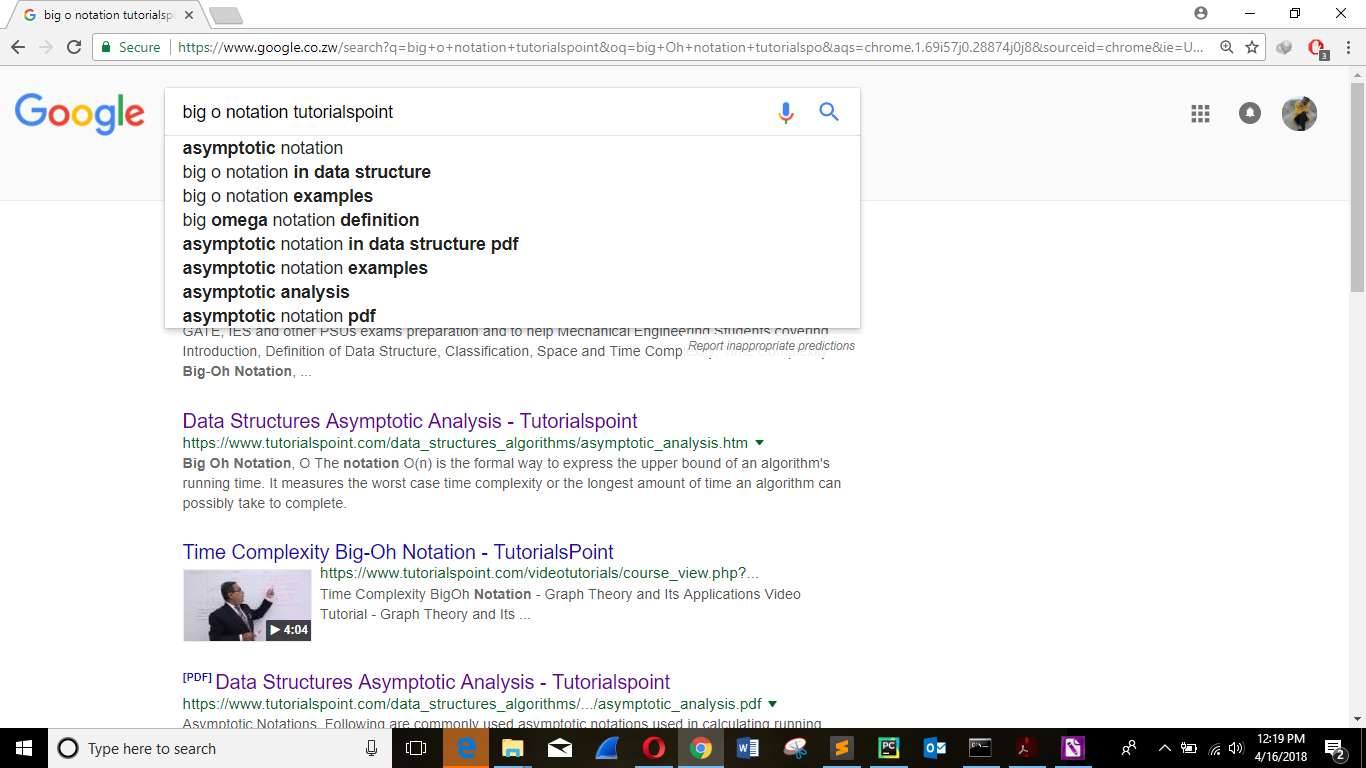 big o notation tutorialsp
Secure
https://www.google.co.zw/search?q=big+o+notation+tutorialspoint&oq=big+Oh+notation+tutorialspo&aqs=chrome.1.69i57j0.28874j0j8&sourceid=chrome&ie=U...
3
Google
big o notation tutorialspoint
asymptotic notation
big o notation in data structure
big o notation examples
big omega notation definition
asymptotic notation in data structure pdf
asymptotic notation examples
asymptotic analysis
asymptotic notation pdf
GATE, IES and other PSUs exams preparation and to help Mechanical Engineering Students covering
Report inappropriate predictions
Introduction, Definition of Data Structure, Classification, Space and Time Comp
Big-Oh Notation, ...
Data Structures Asymptotic Analysis - Tutorialspoint
https://www.tutorialspoint.com/data_structures_algorithms/asymptotic_analysis.htm
Big Oh Notation, Ο The notation Ο(n) is the formal way to express the upper bound of an algorithm's
running time. It measures the worst case time complexity or the longest amount of time an algorithm can
possibly take to complete.
Time Complexity Big-Oh Notation - TutorialsPoint
https://www.tutorialspoint.com/videotutorials/course_view.php?...
Time Complexity BigOh Notation - Graph Theory and Its Applications Video
Tutorial - Graph Theory and Its ...
4:04
[PDF] Data Structures Asymptotic Analysis - Tutorialspoint
https://www.tutorialspoint.com/data_structures_algorithms/.../asymptotic_analysis.pdf
Asymptotic Notations. Following are commonly used asymptotic notations used in calculating running
Type here to search
PC
12:19 PM
4/16/2018
2